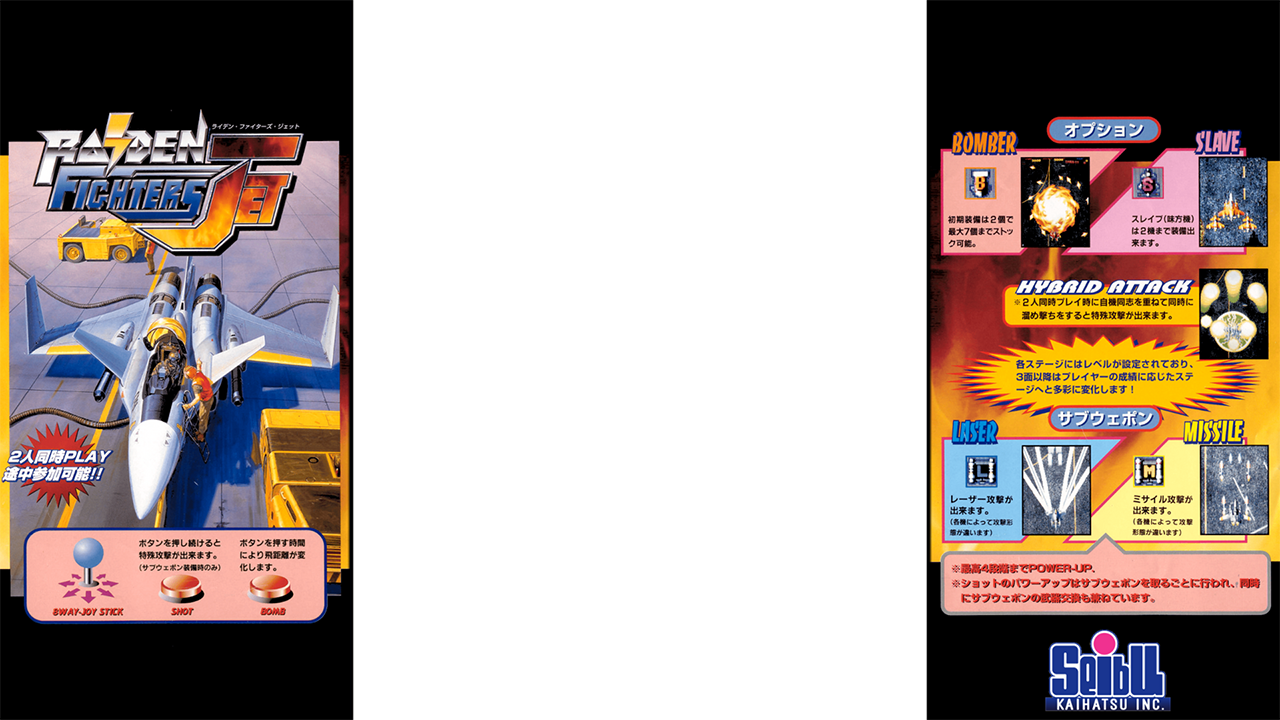 ライデン・ファイターズ・ジェット
RAIDEN
FIGHTERS JET
2人同時PLAY
途中参加可能!!
ボタンを押し続けると
特殊攻撃が出来ます。
(サブウェポン装備時のみ)
ボタンを押す時間
により飛距離が変
化します。
8WAY-JOY STICK
SHOT
BOMB
オプション
BOMBER
B
初期装備は2個で
最大7個までストッ
ク可能。
SLAVE
S
スレイブ(味方機)
は2機まで装備出
来ます。
HYBRID ATTACK
※2人同時プレイ時に自機同志を重ねて同時に
溜め撃ちをすると特殊攻撃が出来ます。
各ステージにはレベルが設定されており、
3面以降はプレイヤーの成績に応じたステ
ージへと多彩に変化します!
サブウェポン
LASER
L
レーザー攻撃が
出来ます。
(各機によって攻撃形
態が違います)
MISSILE
M
ミサイル攻撃が
出来ます。
(各機によって攻撃
形態が違います)
※最高4段階までPOWER-UP、
※ショットのパワーアップはサブウェポンを取るごとに行われ、同時
にサブウェポンの武器交換も兼ねています。
Seibu
KAIHATSU INC.